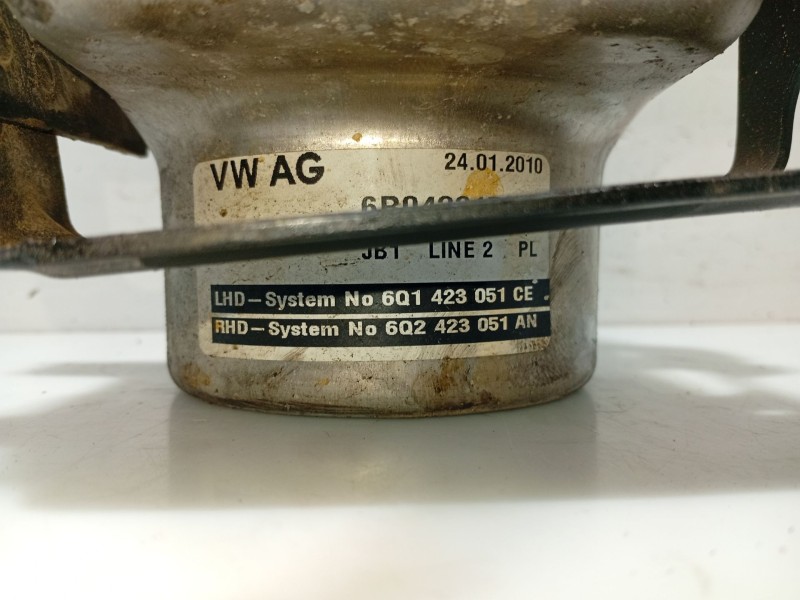 VW AG 24.01.2010
JB1 LINE 2 PL
LHD-System No 6Q1 423 051 CE
RHD-System No 6Q2 423 051 AN